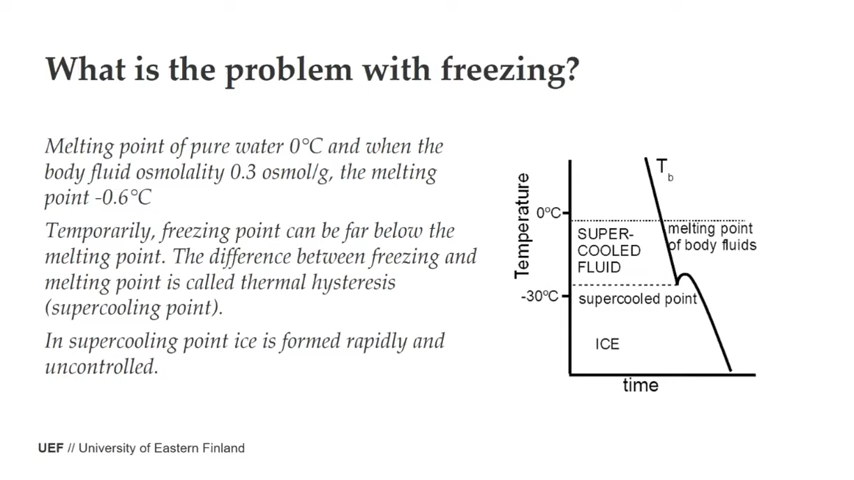 What is the problem with freezing?
Melting point of pure water 0°C and when the
body fluid osmolality 0.3 osmol/g, the melting
point -0.6°C
Temporarily, freezing point can be far below the
melting point. The difference between freezing and
melting point is called thermal hysteresis
(supercooling point).
In supercooling point ice is formed rapidly and
uncontrolled.
Temperature
0ºC
-30ºC
Tb
SUPER-
COOLED
FLUID
melting point
of body fluids
supercooled point
ICE
time
UEF // University of Eastern Finland